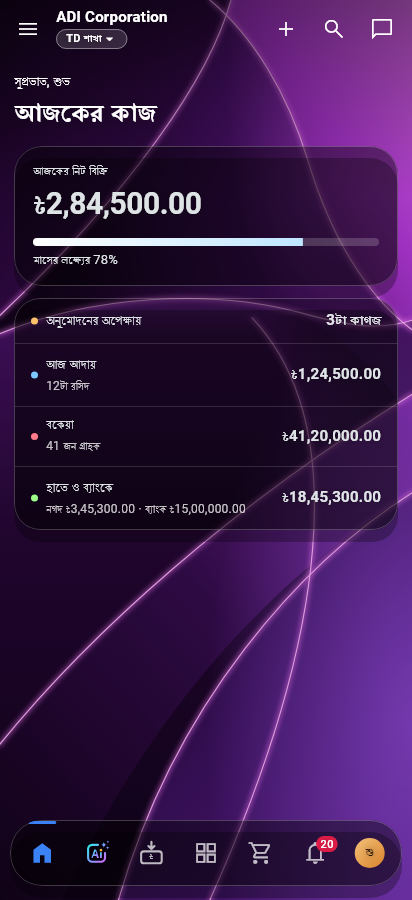 ADI Corporation
TD শাখা
সুপ্রভাত, শুভ
আজকের কাজ
আজকের নিট বিক্রি
৳2,84,500.00
মাসের লক্ষ্যের 78%
অনুমোদনের অপেক্ষায়
3টা কাগজ
আজ আদায়
৳1,24,500.00
12টা রসিদ
বকেয়া
৳41,20,000.00
41 জন গ্রাহক
হাতে ও ব্যাংকে
৳18,45,300.00
নগদ ৳3,45,300.00 · ব্যাংক ৳15,00,000.00
Ai
৳
20
শু